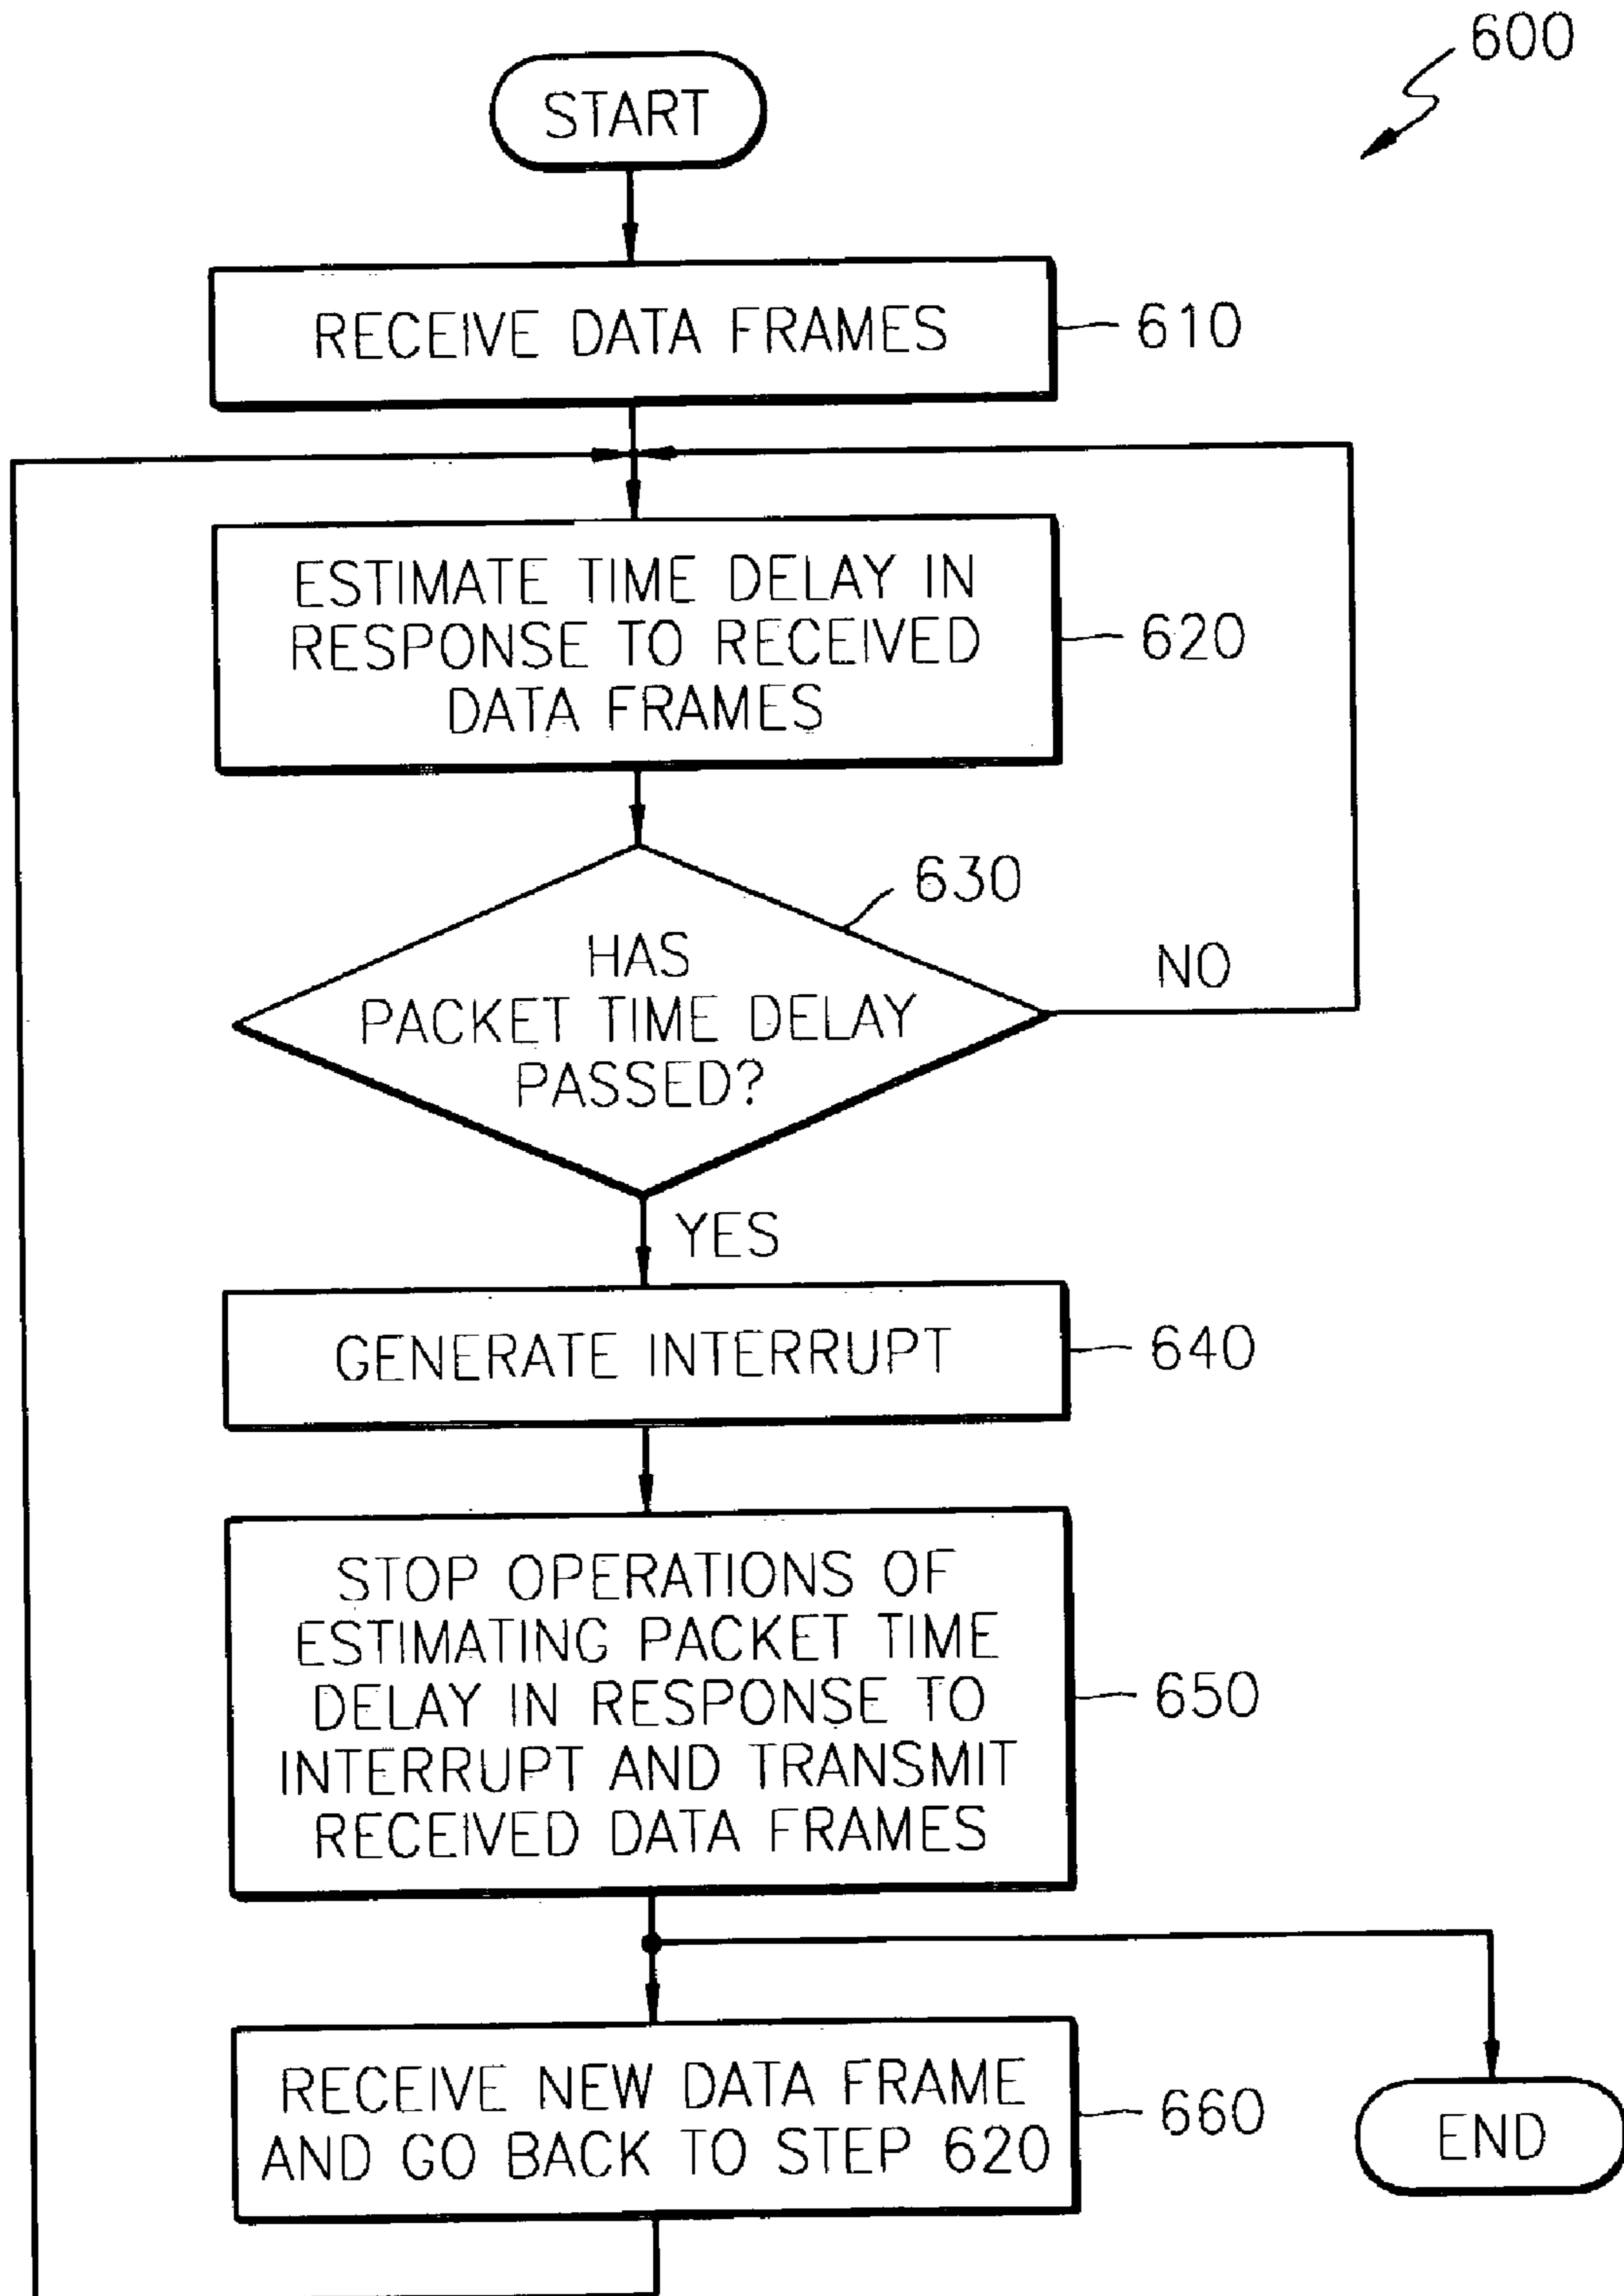 600
START
RECEIVE DATA FRAMES
610
ESTIMATE TIME DELAY IN
RESPONSE TO RECEIVED
DATA FRAMES
620
630
HAS
PACKET TIME DELAY
PASSED?
NO
YES
GENERATE INTERRUPT
640
STOP OPERATIONS OF
ESTIMATING PACKET TIME
DELAY IN RESPONSE TO
INTERRUPT AND TRANSMIT
RECEIVED DATA FRAMES
650
RECEIVE NEW DATA FRAME
AND GO BACK TO STEP 620
660
END